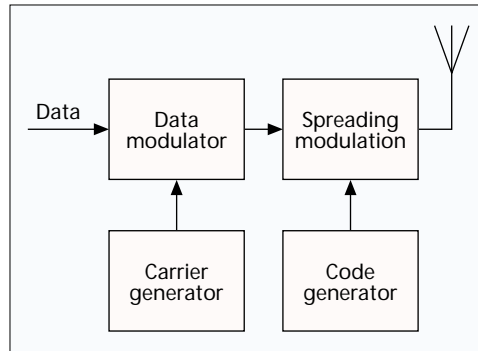 Data
Data
modulator
Spreading
modulation
Carrier
generator
Code
generator